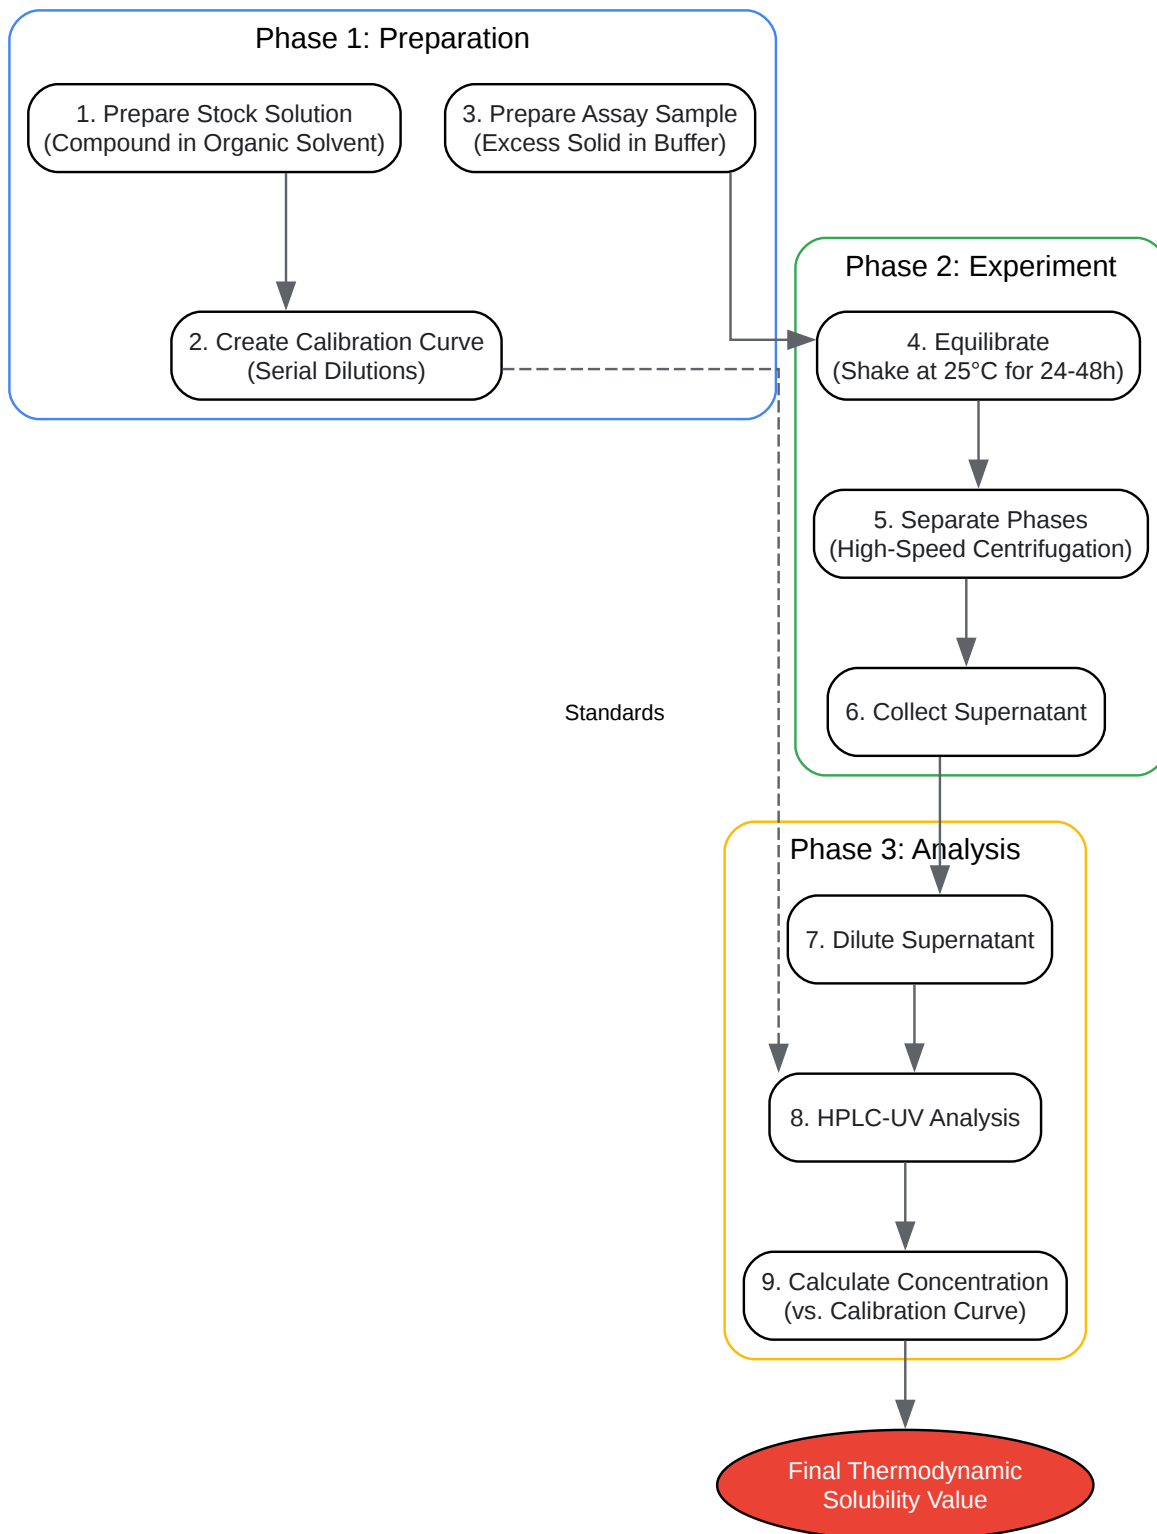 Phase 1: Preparation
1. Prepare Stock Solution
(Compound in Organic Solvent)
3. Prepare Assay Sample
(Excess Solid in Buffer)
2. Create Calibration Curve
(Serial Dilutions)
Phase 2: Experiment
4. Equilibrate
(Shake at 25°C for 24-48h)
5. Separate Phases
(High-Speed Centrifugation)
6. Collect Supernatant
Standards
Phase 3: Analysis
7. Dilute Supernatant
8. HPLC-UV Analysis
9. Calculate Concentration
(vs. Calibration Curve)
Final Thermodynamic
Solubility Value